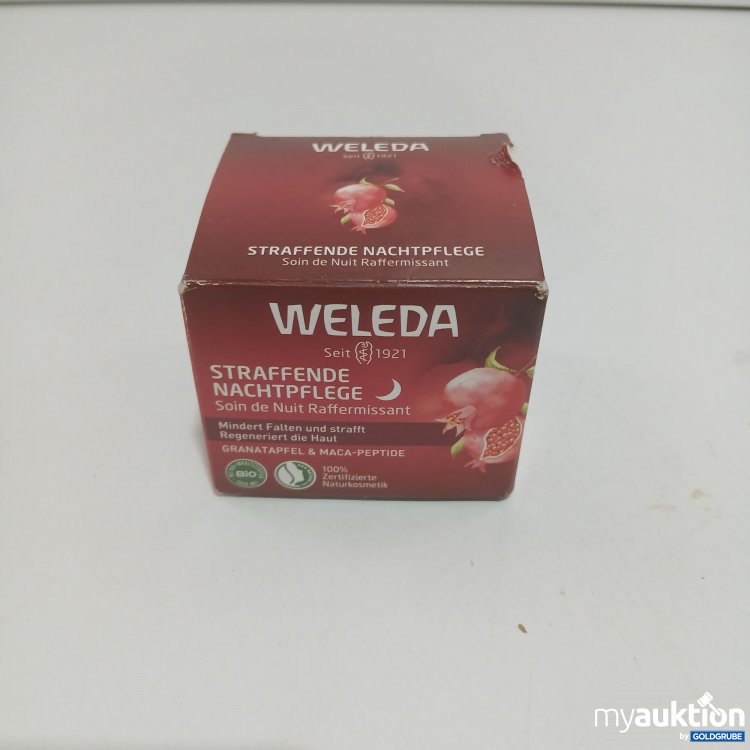 WELEDA
Seit 1921
STRAFFENDE NACHTPFLEGE
Soin de Nuit Raffermissant
WELEDA
Seit 1921
STRAFFENDE
NACHTPFLEGE
Soin de Nuit Raffermissant
Mindert Falten und strafft
Regeneriert die Haut
GRANATAPFEL & MACA-PEPTIDE
BIO
100%
Zertifizierte
Naturkosmetik
myauktion
by GOLDGRUBE